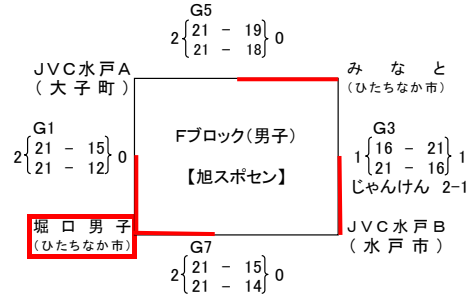 G5
2{21 － 19}0
21 － 18
JVC水戸A
(大子町)
みなと
(ひたちなか市)
G1
2{21 － 15}0
21 － 12
Fブロック(男子)
【旭スポセン】
G3
1{16 － 21}1
21 － 16
じゃんけん 2-1
堀口男子
(ひたちなか市)
JVC水戸B
(水戸市)
G7
2{21 － 15}0
21 － 14